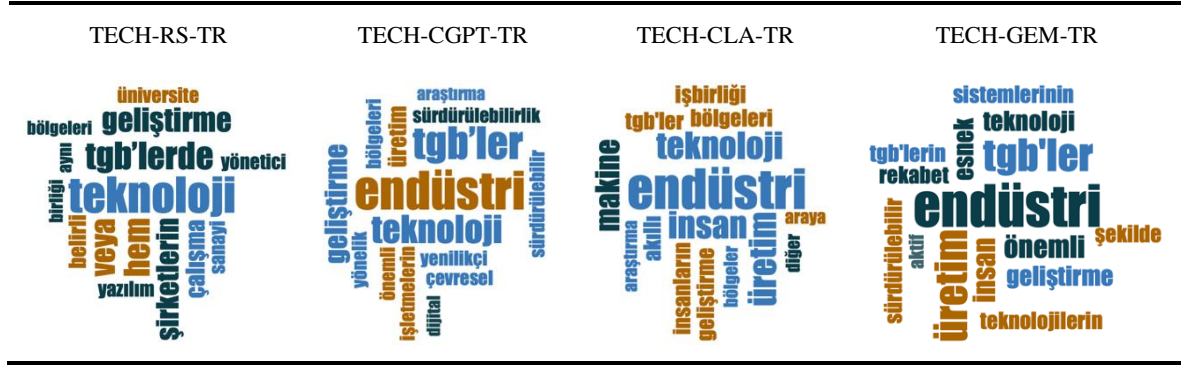 TECH-RS-TR
TECH-CGPT-TR
TECH-CLA-TR
TECH-GEM-TR
üniversite
bölgeleri geliştirme
aynı tgb’lerde yönetici
birliği teknoloji
belirli veya hem şirketlerin çalışma sanayi
yazılım
araştırma
bölgeleri üretim sürdürülebilirlik
tgb’ler
geliştirme endüstri sürdürülebilir
teknoloji
yönelik önemli yenilikçi
işletmelerin çevresel
dijital
işbirliği
tgb'ler bölgeleri
makine teknoloji
endüstri
araştırma akıllı insan üretim araya
insanların geliştirme bölgeler diğer
sistemlerinin
esnek teknoloji
tgb'lerin tgb'ler
rekabet
endüstri
sürdürülebilir aktif üretim insan önemli şekilde
geliştirme
teknolojilerin